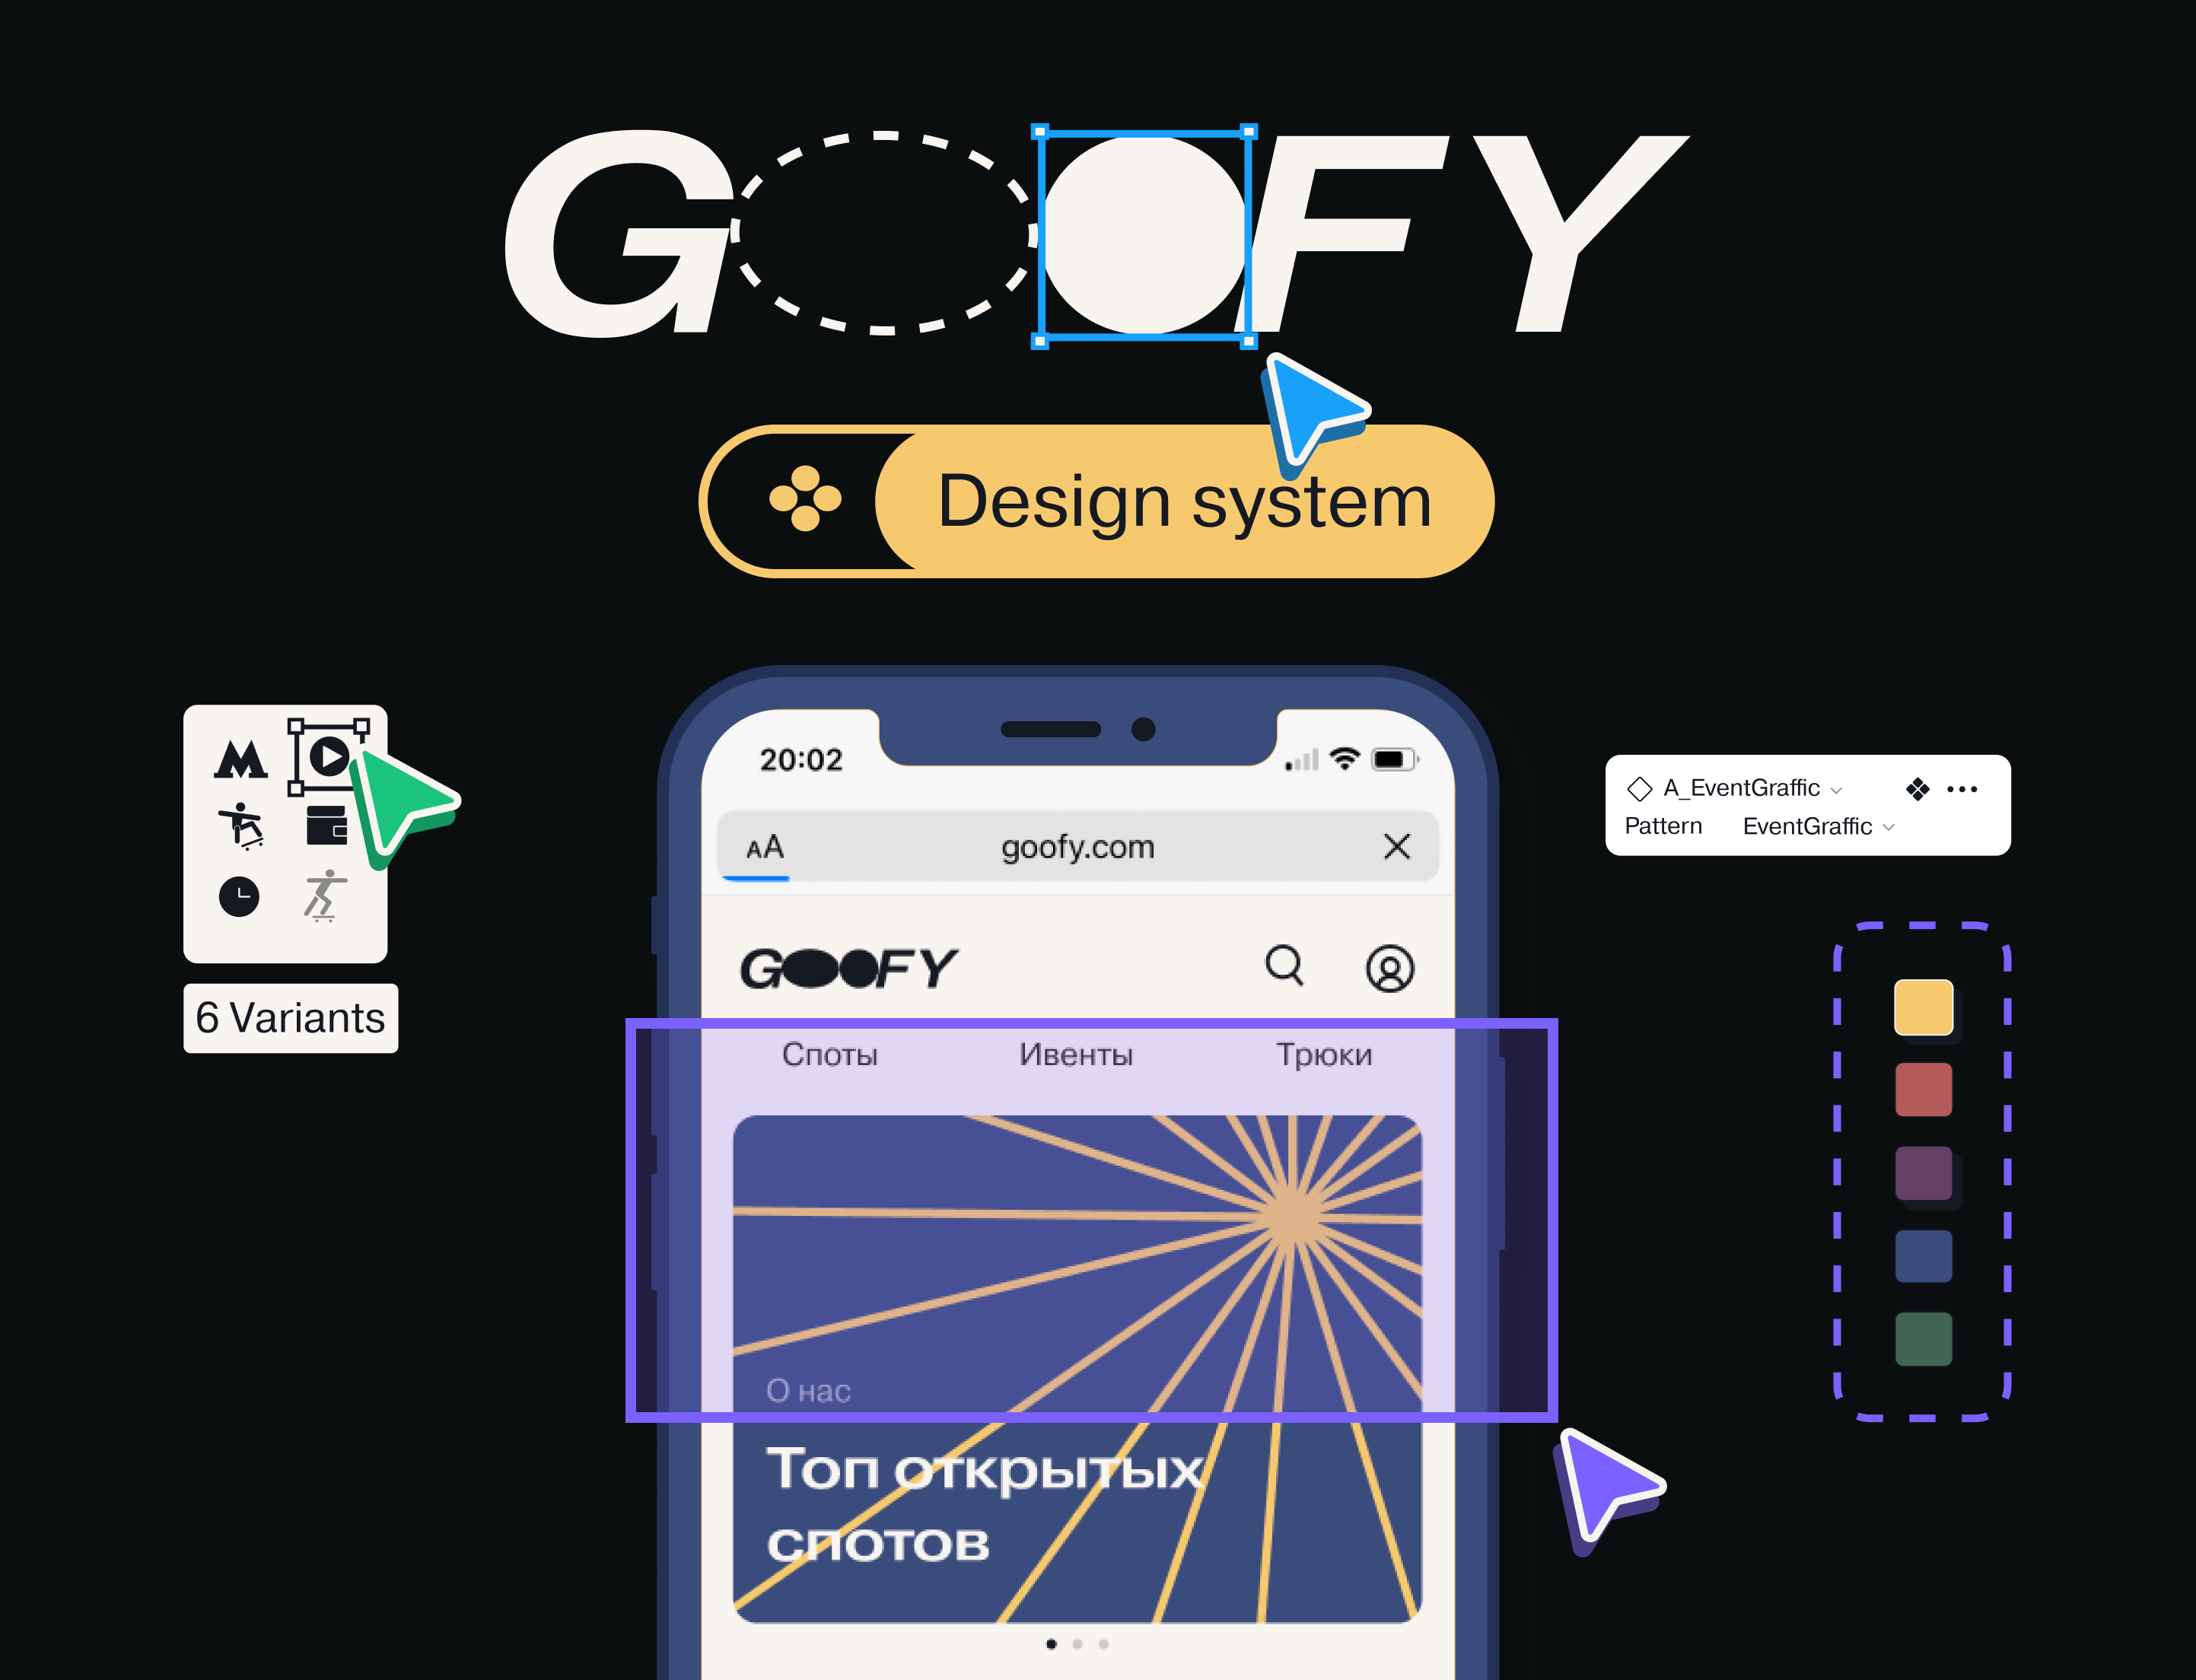 GOOFY
Design system
6 Variants
20:02
AA
goofy.com
GOOFY
Споты
Ивенты
Трюки
О нас
Топ открытых
спотов
A_EventGraffic
Pattern EventGraffic